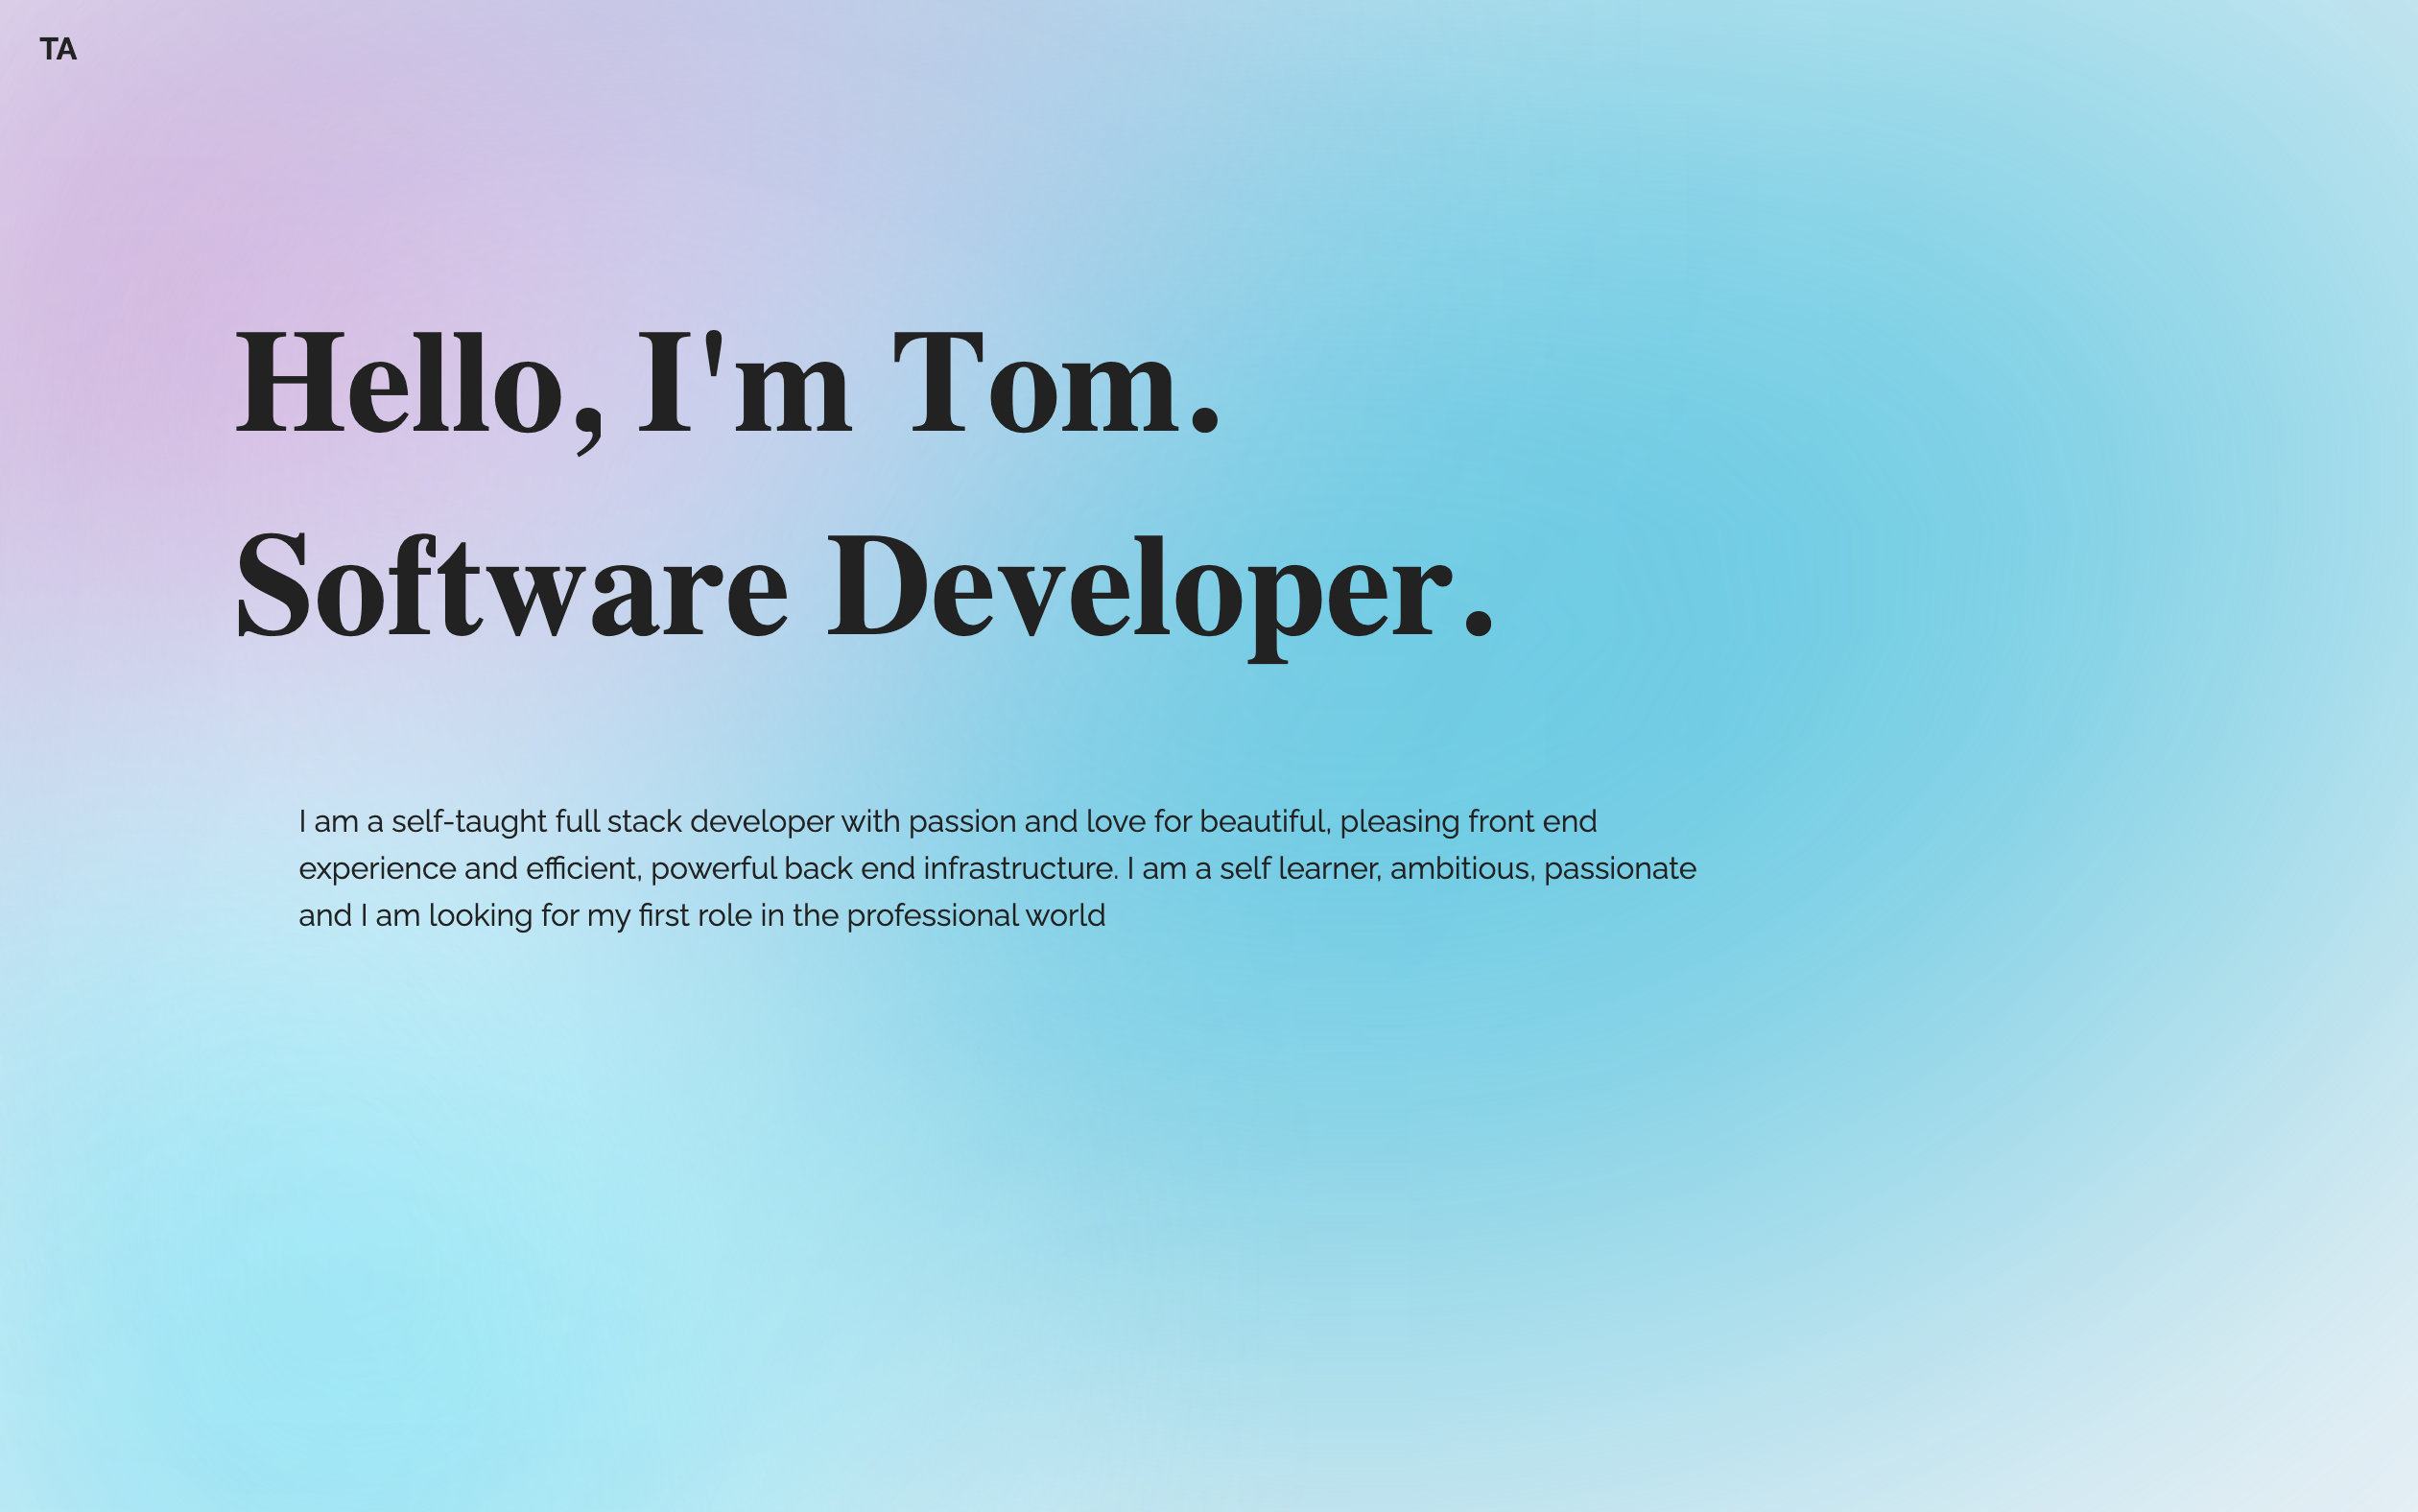 TA
Hello, I'm Tom.
Software Developer.
I am a self-taught full stack developer with passion and love for beautiful, pleasing front end
experience and efficient, powerful back end infrastructure. I am a self learner, ambitious, passionate
and I am looking for my first role in the professional world